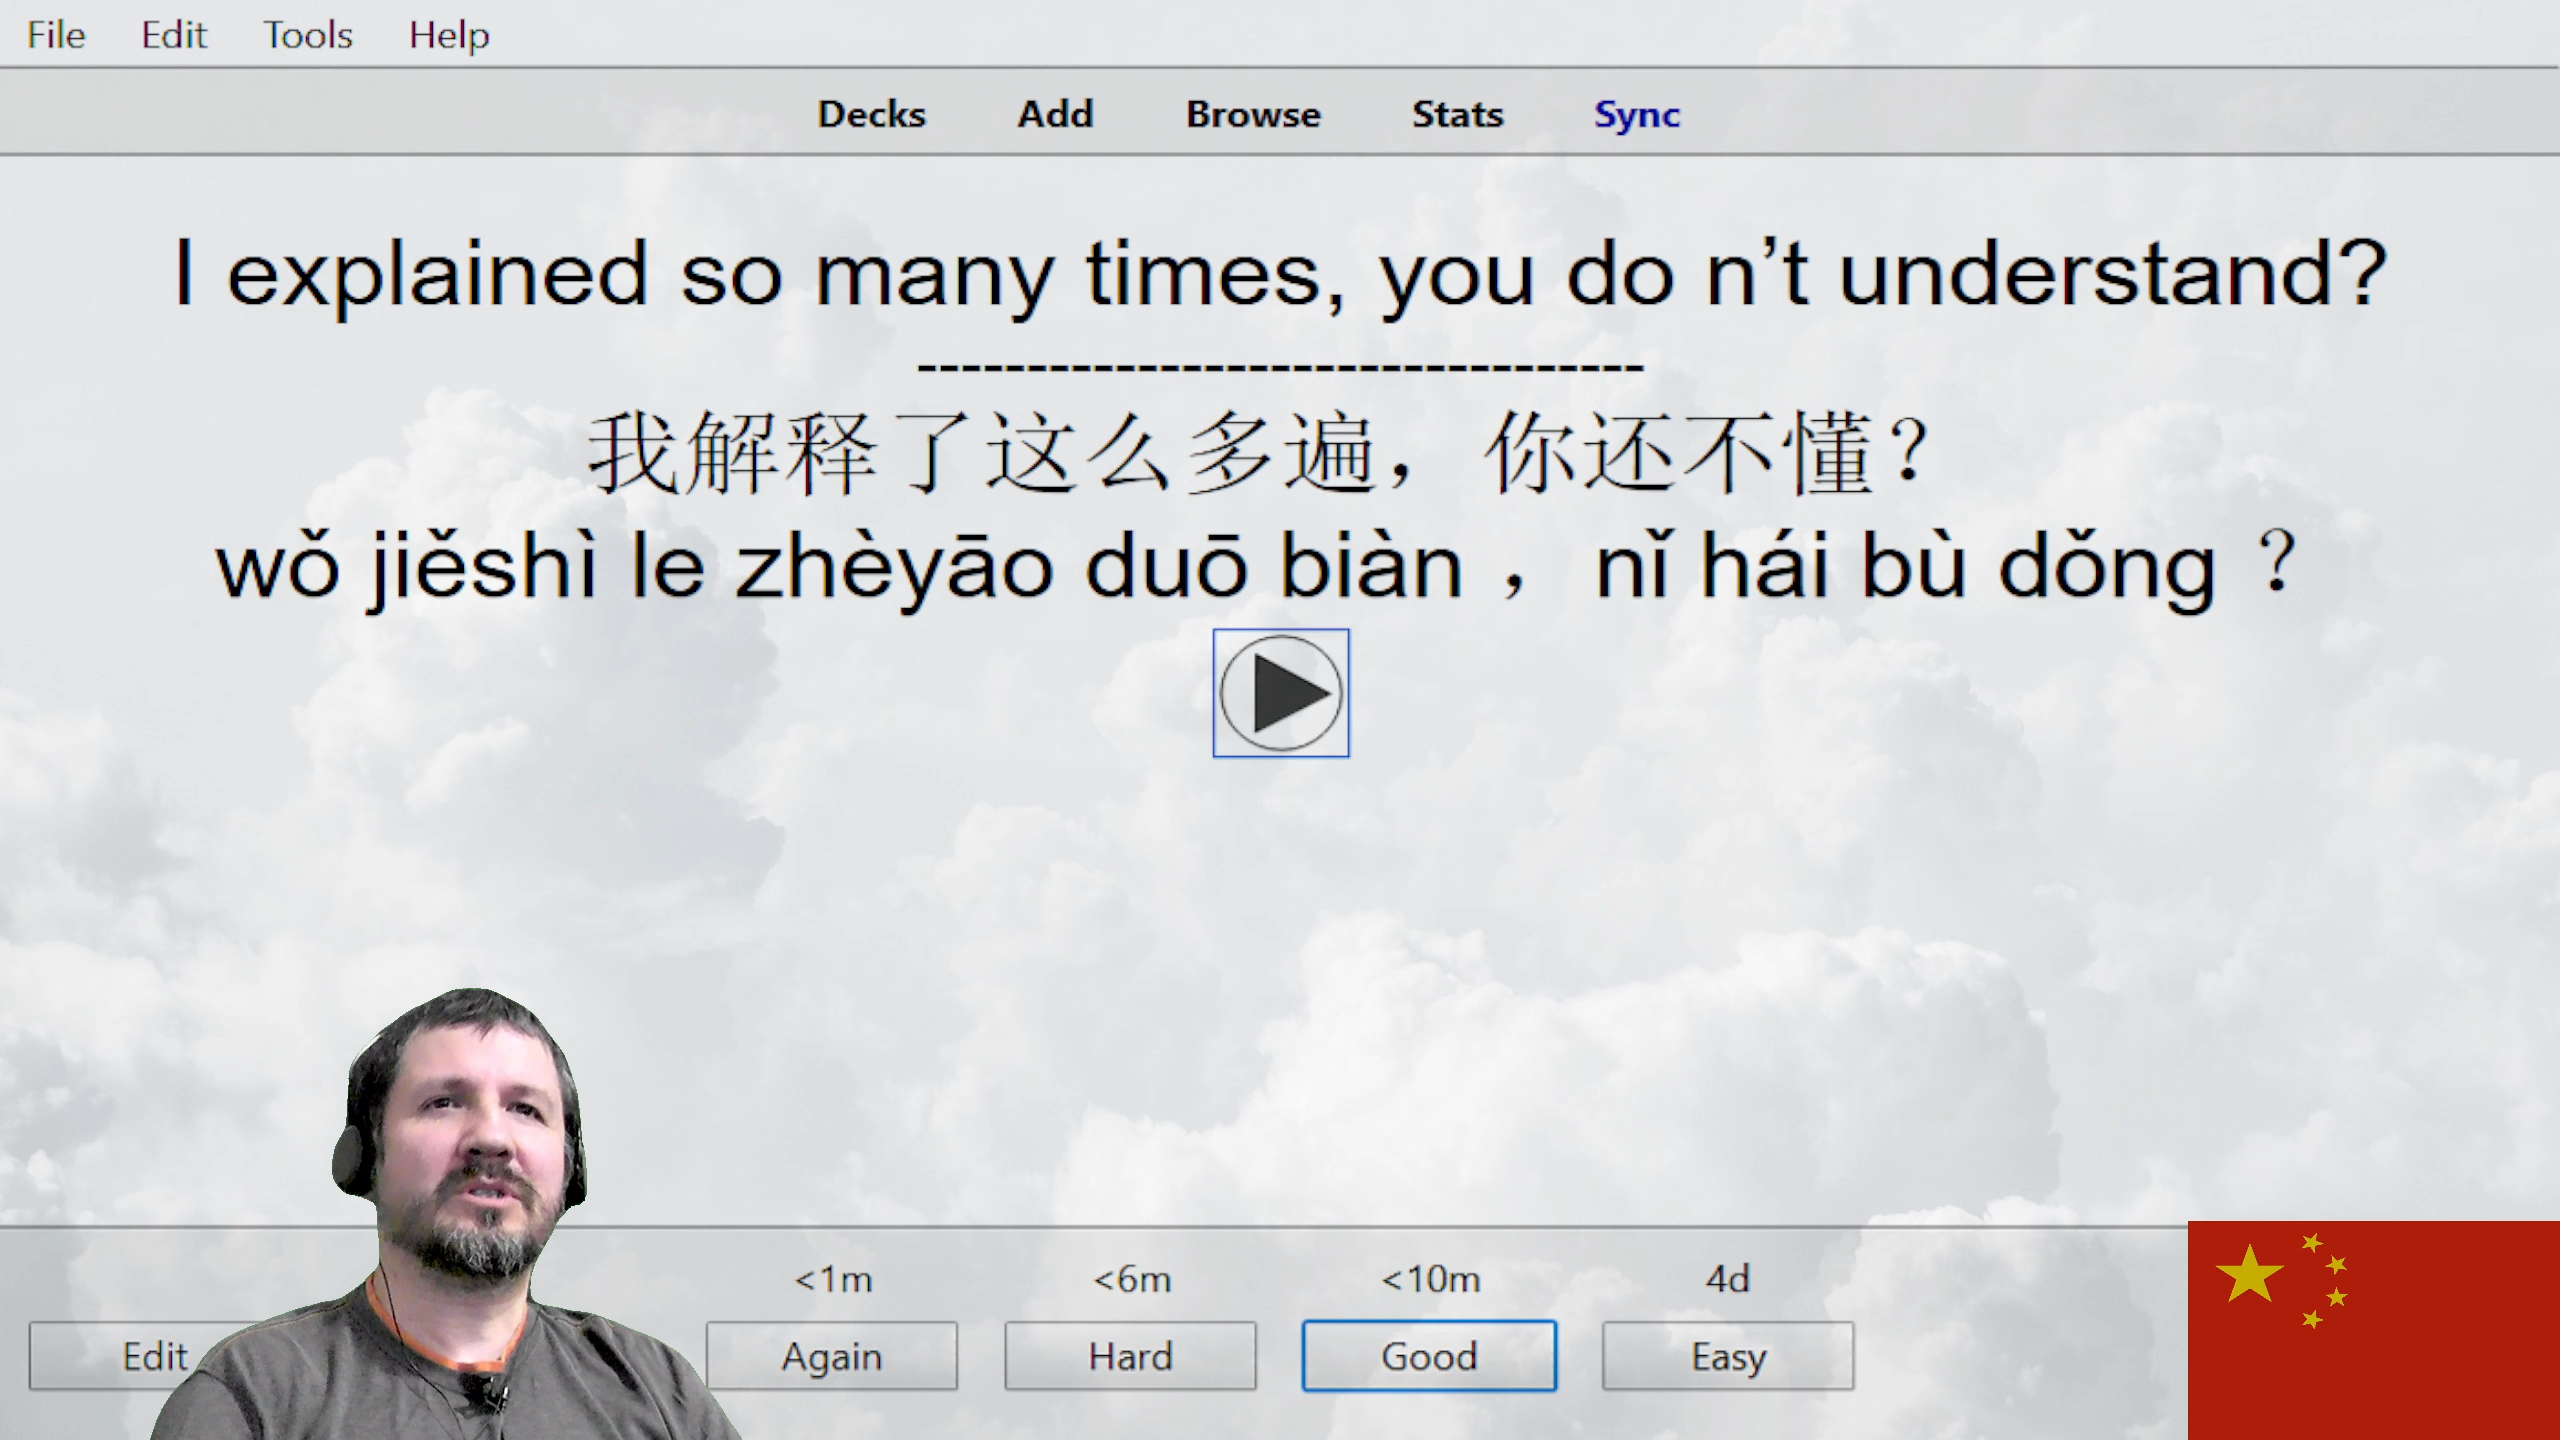 File Edit Tools Help
Decks Add Browse Stats Sync
I explained so many times, you do n’t understand?
---------------------------------
我解释了这么多遍，你还不懂？
wǒ jiěshì le zhèyāo duō biàn ，nǐ hái bù dǒng ？
<1m <6m <10m 4d
Edit Again Hard Good Easy